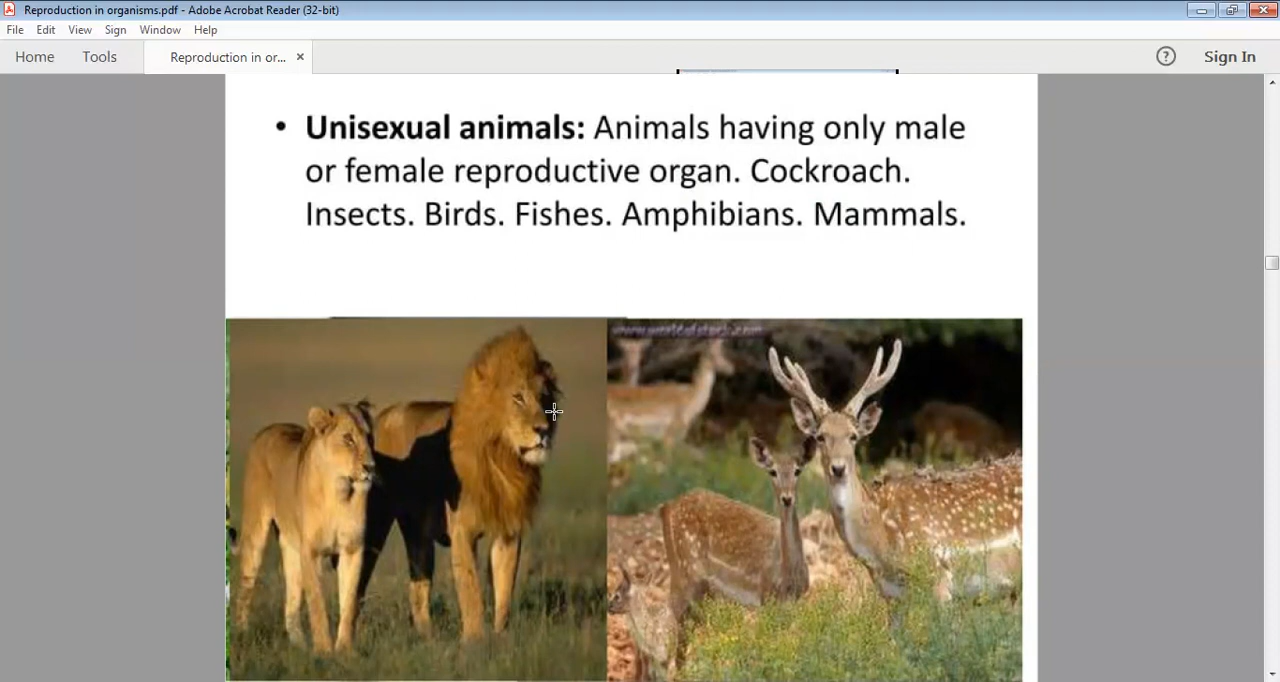 Reproduction in organisms.pdf - Adobe Acrobat Reader (32-bit)
File Edit View Sign Window Help
Home Tools Reproduction in or... × ? Sign In
• Unisexual animals: Animals having only male
or female reproductive organ. Cockroach.
Insects. Birds. Fishes. Amphibians. Mammals.